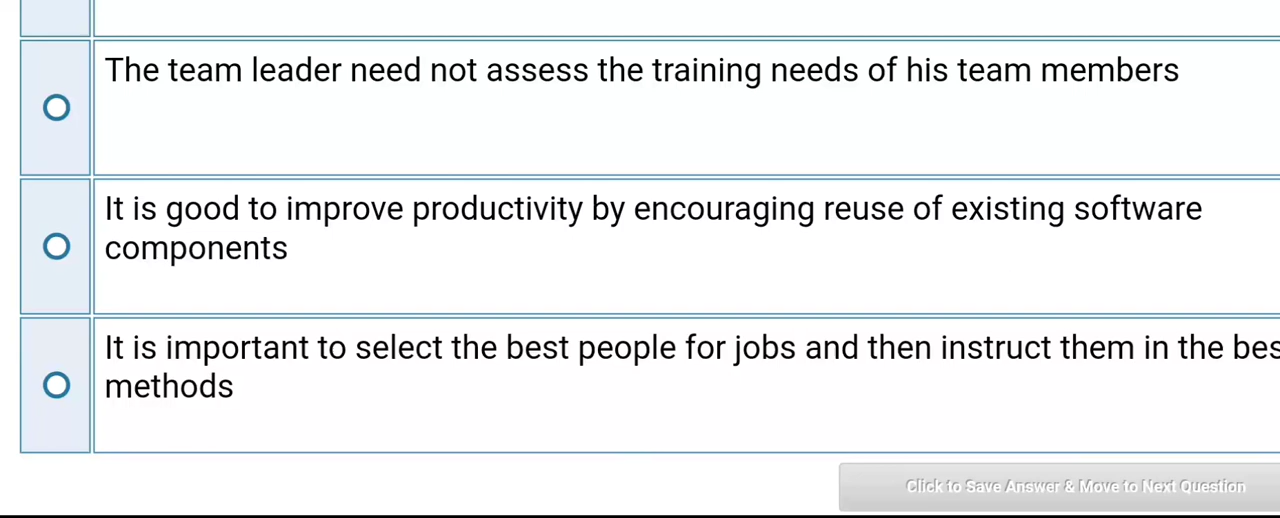 The team leader need not assess the training needs of his team members
It is good to improve productivity by encouraging reuse of existing software
components
It is important to select the best people for jobs and then instruct them in the bes
methods
Click to Save Answer & Move to Next Question